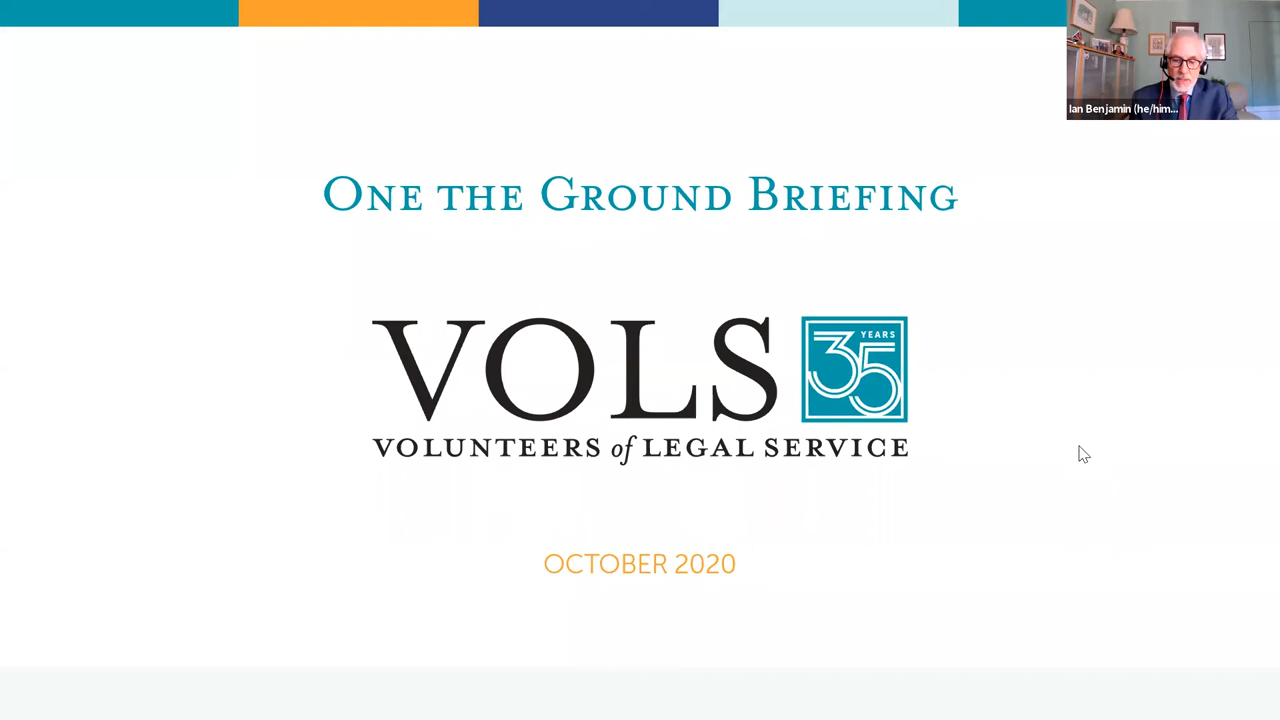 Ian Benjamin (he/him...
One the Ground Briefing
VOLS
35
YEARS
VOLUNTEERS of LEGAL SERVICE
OCTOBER 2020